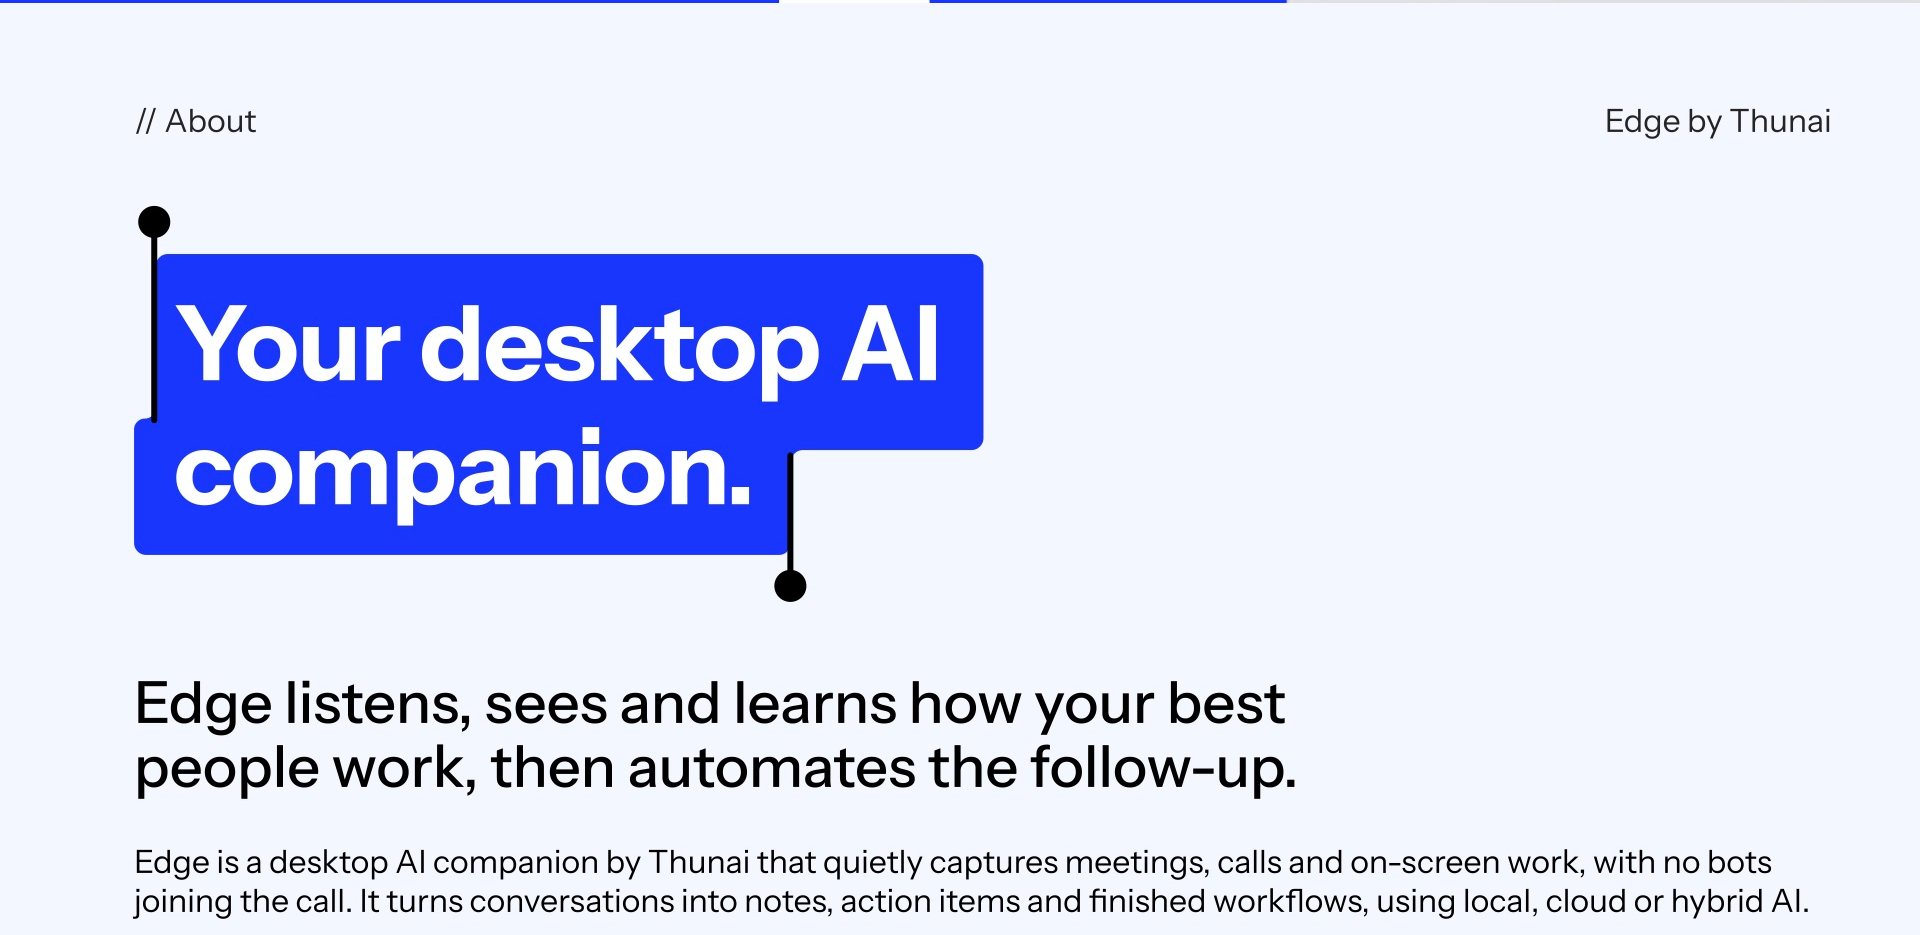 // About
Edge by Thunai
Your desktop AI
companion.
Edge listens, sees and learns how your best
people work, then automates the follow-up.
Edge is a desktop AI companion by Thunai that quietly captures meetings, calls and on-screen work, with no bots
joining the call. It turns conversations into notes, action items and finished workflows, using local, cloud or hybrid AI.